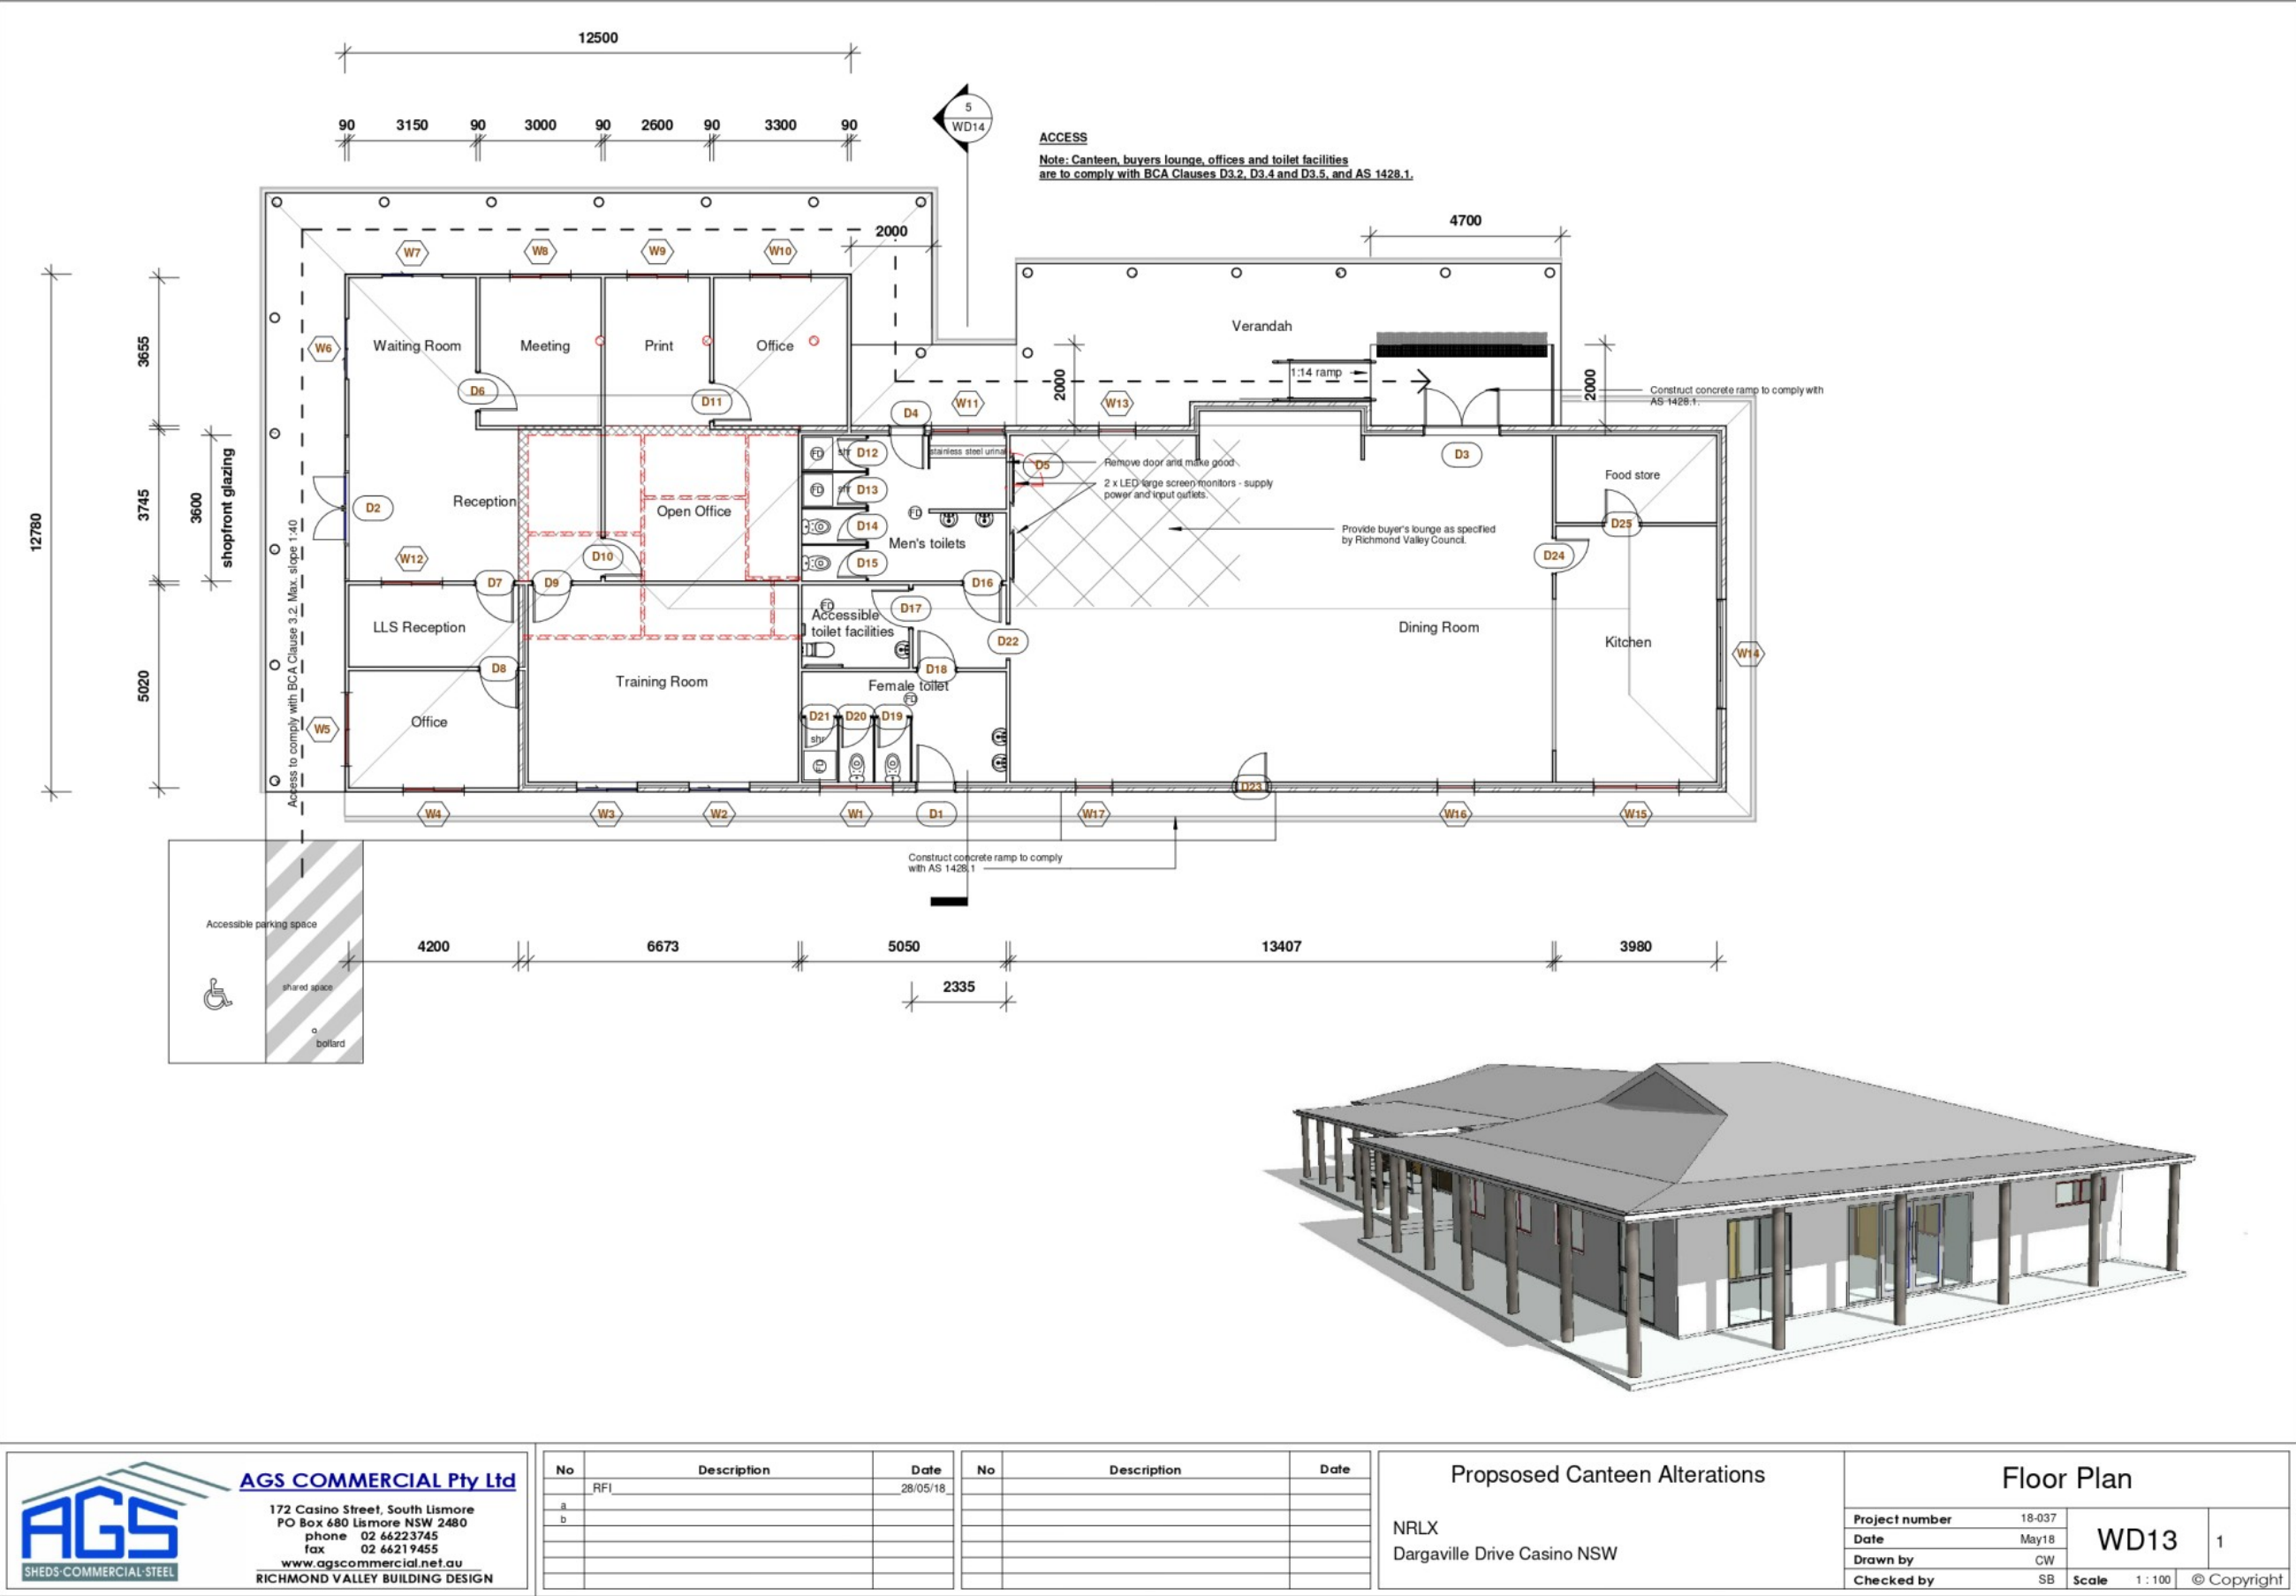 12500
90 3150 90 3000 90 2600 90 3300 90
5
WD14
ACCESS
Note: Canteen, buyers lounge, offices and toilet facilities
are to comply with BCA Clauses D3.2, D3.4 and D3.5, and AS 1428.1.
4700
2000
W7 W8 W9 W10
Verandah
W6
Waiting Room
Meeting
Print
Office
3655
2000
2000
1:14 ramp
D6
D11
D4
W11
W13
Construct concrete ramp to comply with
AS 1428.1.
12780
3745
3600
shopfront glazing
Access to comply with BCA Clause 3.2. Max. slope 1:40
5020
FD shr D12
FD shr D13
D14
D15
stainless steel urinal
FD
Men's toilets
D5
Remove door and make good
2 x LED large screen monitors - supply
power and input outlets.
Provide buyer's lounge as specified
by Richmond Valley Council.
D3
Food store
D25
D24
D2
Reception
Open Office
D10
W12
D7
D9
D16
D17
FD
Accessible
toilet facilities
D22
LLS Reception
D8
D18
Female toilet
FD
Training Room
Dining Room
Kitchen
W14
W5
Office
D21 D20 D19
shr
FD
W4 W3 W2 W1 D1 W17 D23 W16 W15
Construct concrete ramp to comply
with AS 1428.1
Accessible parking space
shared space
bollard
4200 6673 5050 13407 3980
2335
AGS
SHEDS·COMMERCIAL·STEEL
AGS COMMERCIAL Pty Ltd
172 Casino Street, South Lismore
PO Box 680 Lismore NSW 2480
phone 02 66223745
fax 02 66219455
www.agscommercial.net.au
RICHMOND VALLEY BUILDING DESIGN
No Description Date
RFI 28/05/18
a
b
No Description Date
Propsosed Canteen Alterations
NRLX
Dargaville Drive Casino NSW
Floor Plan
Project number 18-037
Date May18
Drawn by CW
Checked by SB
WD13
1
Scale 1 : 100
© Copyright